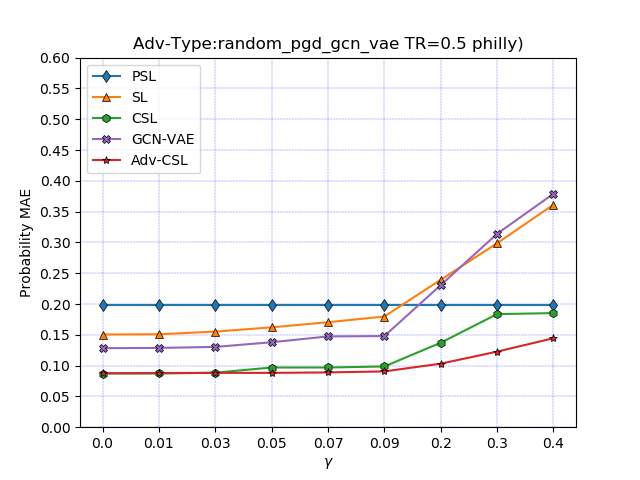 Adv-Type:random_pgd_gcn_vae TR=0.5 philly)
0.60
0.55
0.50
0.45
0.40
0.35
0.30
0.25
0.20
0.15
0.10
0.05
0.00
Probability MAE
PSL
SL
CSL
GCN-VAE
Adv-CSL
0.0 0.01 0.03 0.05 0.07 0.09 0.2 0.3 0.4
γ